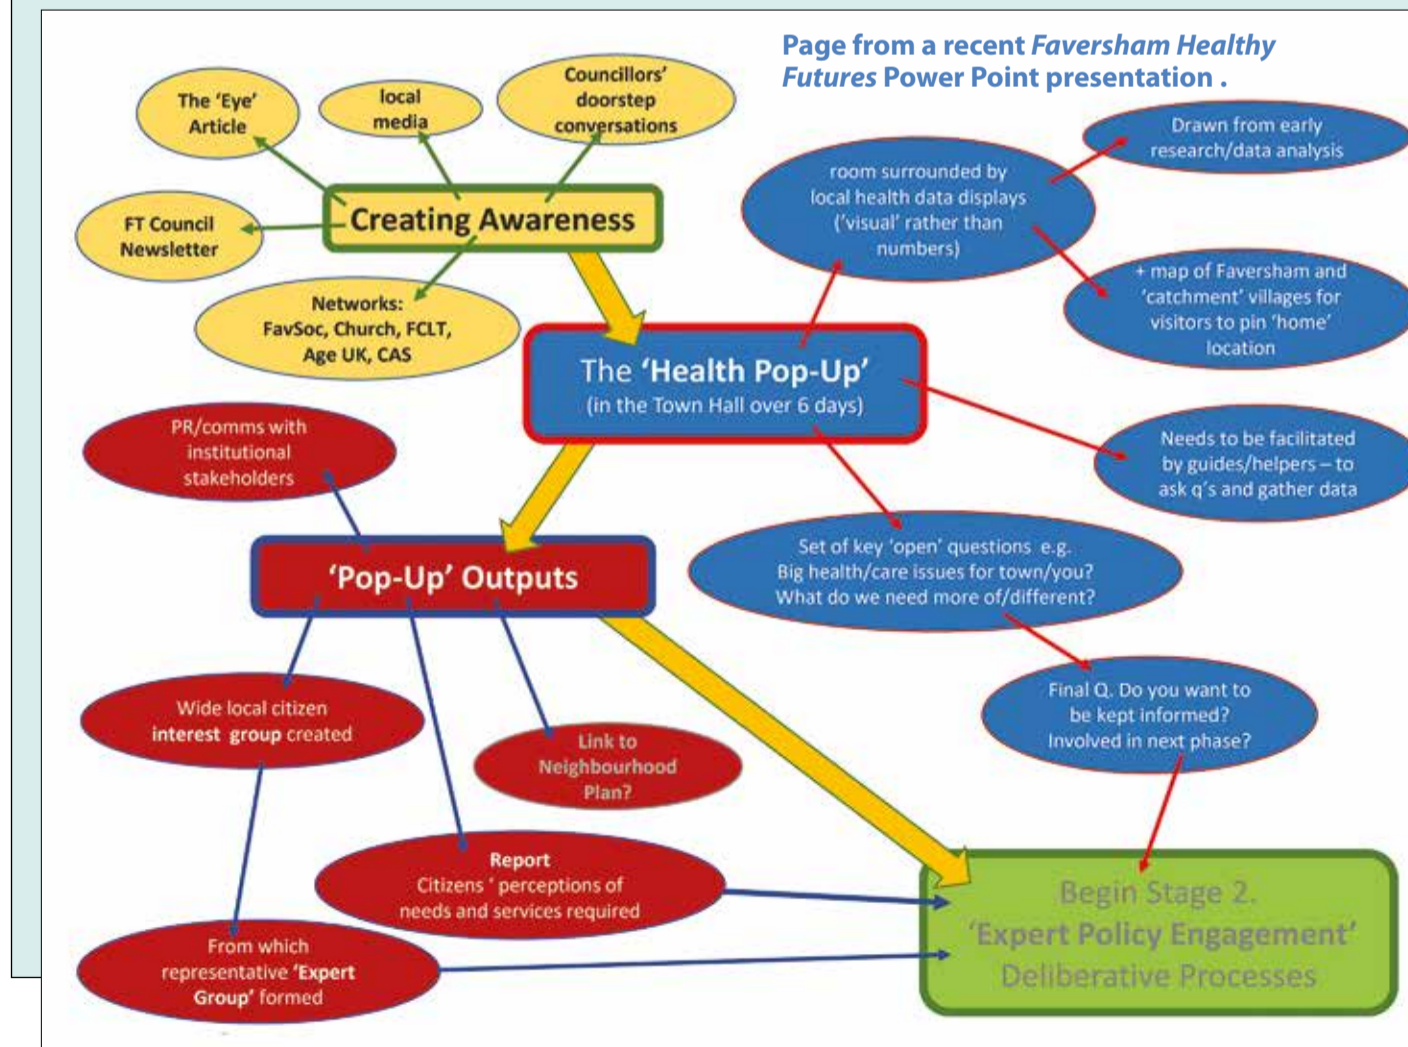 Page from a recent Faversham Healthy
Futures Power Point presentation .
The 'Eye'
Article
local
media
Councillors'
doorstep
conversations
Creating Awareness
FT Council
Newsletter
Networks:
FavSoc, Church, FCLT,
Age UK, CAS
room surrounded by
local health data displays
('visual' rather than
numbers)
Drawn from early
research/data analysis
+ map of Faversham and
'catchment' villages for
visitors to pin 'home'
location
The 'Health Pop-Up'
(in the Town Hall over 6 days)
Needs to be facilitated
by guides/helpers – to
ask q's and gather data
Set of key 'open' questions e.g.
Big health/care issues for town/you?
What do we need more of/different?
Final Q. Do you want to
be kept informed?
Involved in next phase?
PR/comms with
institutional
stakeholders
'Pop-Up' Outputs
Wide local citizen
interest group created
Link to
Neighbourhood
Plan?
Report
Citizens ' perceptions of
needs and services required
From which
representative 'Expert
Group' formed
Begin Stage 2.
'Expert Policy Engagement'
Deliberative Processes